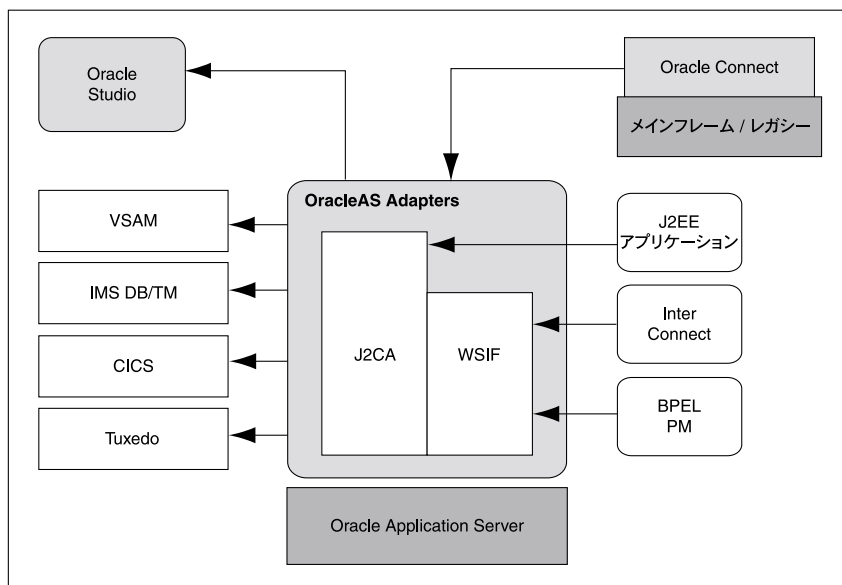 Oracle
Studio
Oracle Connect
メインフレーム / レガシー
OracleAS Adapters
VSAM
IMS DB/TM
CICS
Tuxedo
J2CA
WSIF
J2EE
アプリケーション
Inter
Connect
BPEL
PM
Oracle Application Server